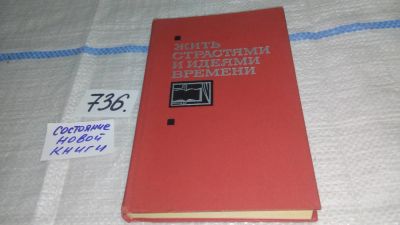 ЖИТЬ
СТРАСТЯМИ
И ИДЕЯМИ
ВРЕМЕНИ
736.
СОСТОЯНИЕ
НОВОЙ
КНИГИ